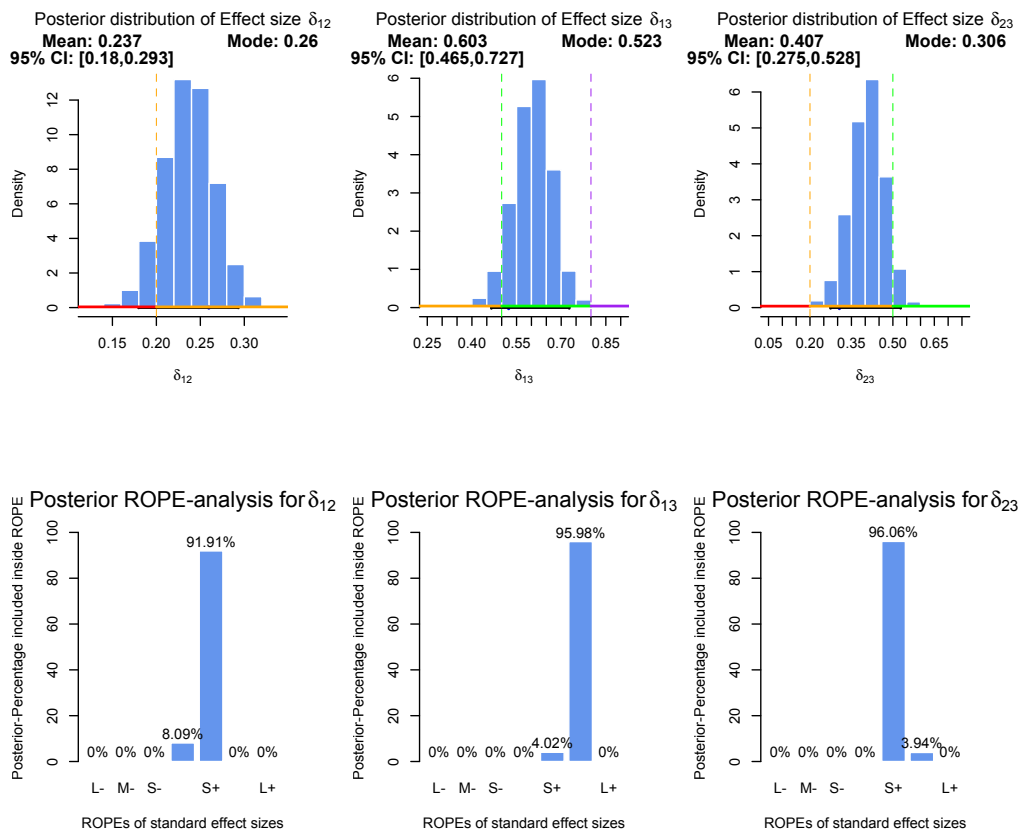 Posterior distribution of Effect size δ12
Mean: 0.237 Mode: 0.26
95% CI: [0.18,0.293]
Density
0 2 4 6 8 10 12
0.15 0.20 0.25 0.30
δ12
Posterior distribution of Effect size δ13
Mean: 0.603 Mode: 0.523
95% CI: [0.465,0.727]
Density
0 1 2 3 4 5 6
0.25 0.40 0.55 0.70 0.85
δ13
Posterior distribution of Effect size δ23
Mean: 0.407 Mode: 0.306
95% CI: [0.275,0.528]
Density
0 1 2 3 4 5 6
0.05 0.20 0.35 0.50 0.65
δ23
Posterior ROPE-analysis for δ12
Posterior-Percentage included inside ROPE
0 20 40 60 80 100
0% 0% 0% 8.09% 91.91% 0% 0%
L- M- S- S+ L+
ROPEs of standard effect sizes
Posterior ROPE-analysis for δ13
Posterior-Percentage included inside ROPE
0 20 40 60 80 100
0% 0% 0% 0% 4.02% 95.98% 0%
L- M- S- S+ L+
ROPEs of standard effect sizes
Posterior ROPE-analysis for δ23
Posterior-Percentage included inside ROPE
0 20 40 60 80 100
0% 0% 0% 0% 96.06% 3.94% 0%
L- M- S- S+ L+
ROPEs of standard effect sizes